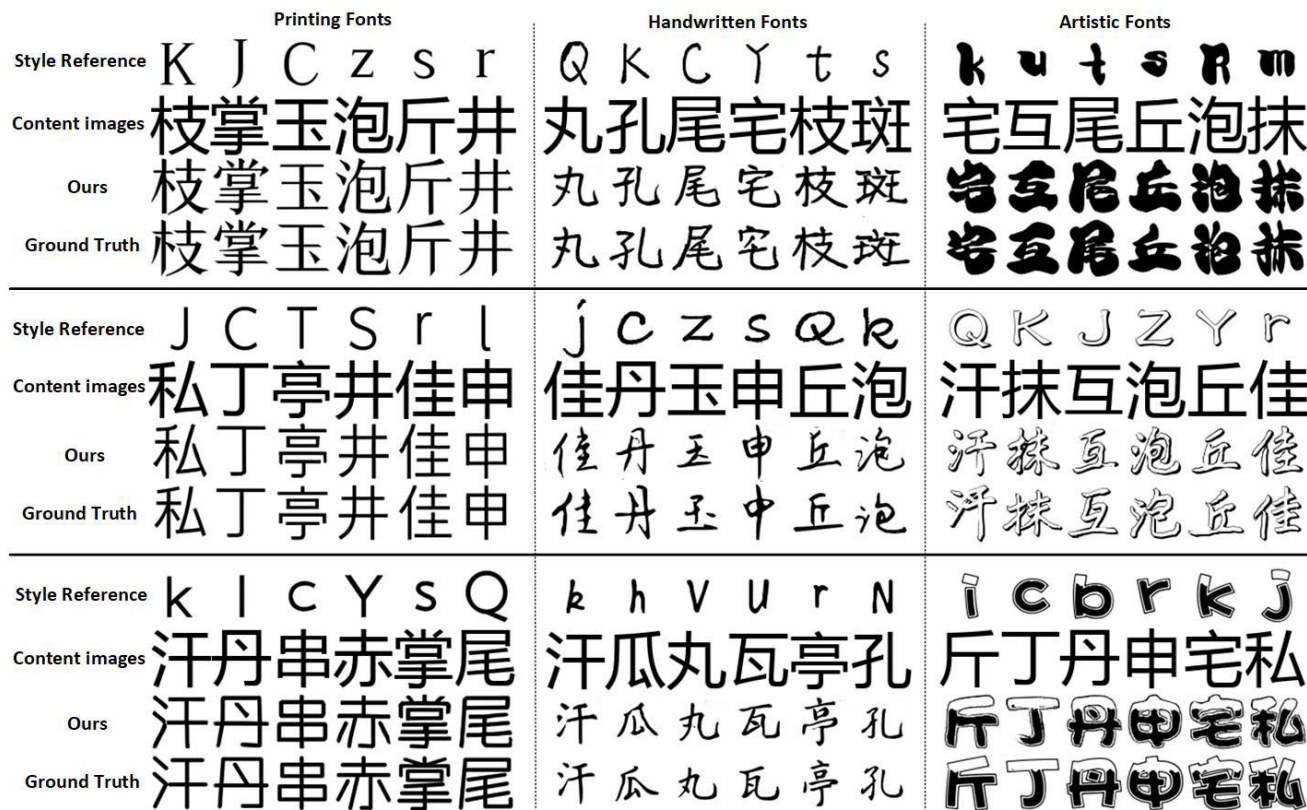 Printing Fonts Handwritten Fonts Artistic Fonts
Style Reference K J C z s r Q K C Y t s k u t s R m
Content images 枝掌玉泡斤井 丸孔尾宅枝斑 宅互尾丘泡抹
Ours 枝掌玉泡斤井 丸孔尾宅枝斑 宅互尾丘泡抹
Ground Truth 枝掌玉泡斤井 丸孔尾宅枝斑 宅互尾丘泡抹
Style Reference J C T S r l j c z s Q k Q K J Z Y r
Content images 私丁亭井佳申 佳丹玉申丘泡 汗抹互泡丘佳
Ours 私丁亭井佳申 佳丹玉申丘泡 汗抹互泡丘佳
Ground Truth 私丁亭井佳申 佳丹玉中丘泡 汗抹互泡丘佳
Style Reference k l c Y s Q k h V U r N i c b r k j
Content images 汗丹串赤掌尾 汗瓜丸瓦亭孔 斤丁丹申宅私
Ours 汗丹串赤掌尾 汗瓜丸瓦亭孔 斤丁丹申宅私
Ground Truth 汗丹串赤掌尾 汗瓜丸瓦亭孔 斤丁丹申宅私